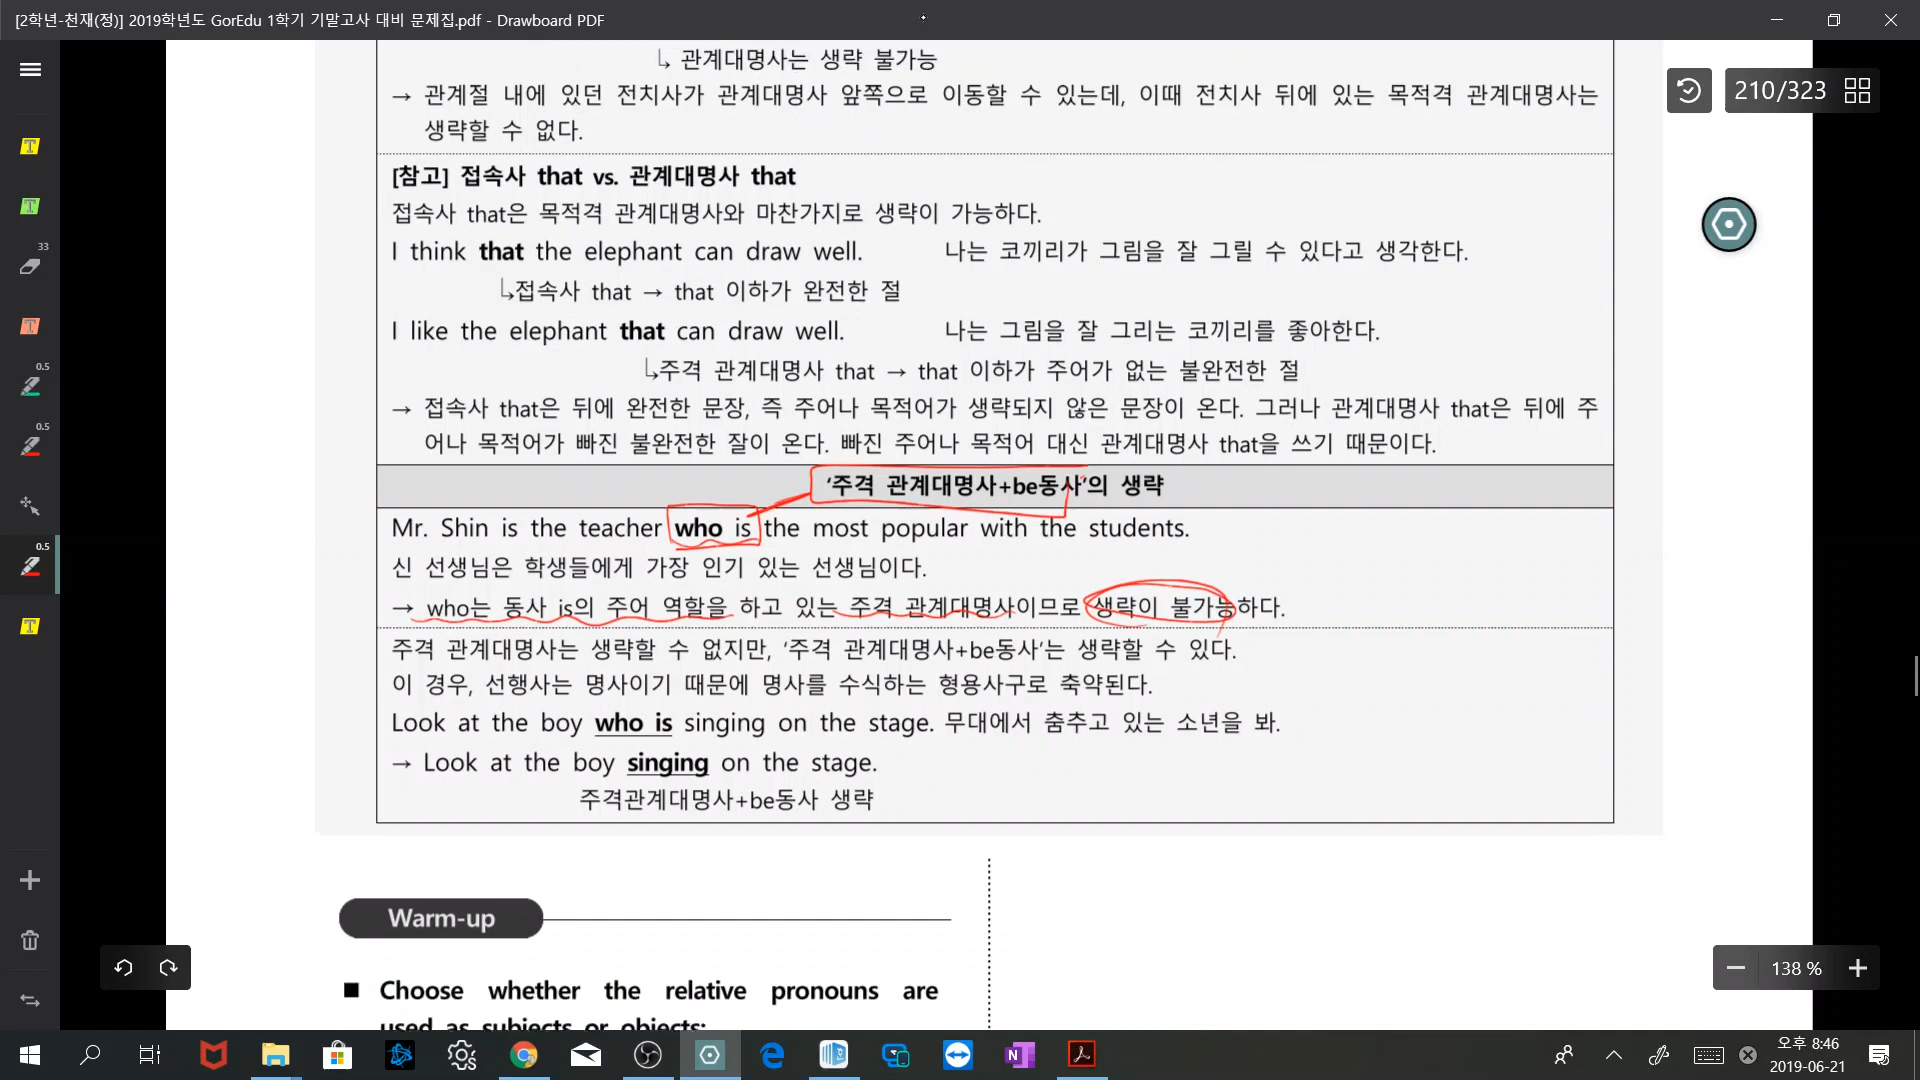 [2학년-천재(정)] 2019학년도 GorEdu 1학기 기말고사 대비 문제집.pdf - Drawboard PDF
210/323
↳ 관계대명사는 생략 불가능
→ 관계절 내에 있던 전치사가 관계대명사 앞쪽으로 이동할 수 있는데, 이때 전치사 뒤에 있는 목적격 관계대명사는
생략할 수 없다.
[참고] 접속사 that vs. 관계대명사 that
접속사 that은 목적격 관계대명사와 마찬가지로 생략이 가능하다.
I think that the elephant can draw well. 나는 코끼리가 그림을 잘 그릴 수 있다고 생각한다.
↳접속사 that → that 이하가 완전한 절
I like the elephant that can draw well. 나는 그림을 잘 그리는 코끼리를 좋아한다.
↳주격 관계대명사 that → that 이하가 주어가 없는 불완전한 절
→ 접속사 that은 뒤에 완전한 문장, 즉 주어나 목적어가 생략되지 않은 문장이 온다. 그러나 관계대명사 that은 뒤에 주
어나 목적어가 빠진 불완전한 잘이 온다. 빠진 주어나 목적어 대신 관계대명사 that을 쓰기 때문이다.
‘주격 관계대명사+be동사’의 생략
Mr. Shin is the teacher who is the most popular with the students.
신 선생님은 학생들에게 가장 인기 있는 선생님이다.
→ who는 동사 is의 주어 역할을 하고 있는 주격 관계대명사이므로 생략이 불가능하다.
주격 관계대명사는 생략할 수 없지만, ‘주격 관계대명사+be동사’는 생략할 수 있다.
이 경우, 선행사는 명사이기 때문에 명사를 수식하는 형용사구로 축약된다.
Look at the boy who is singing on the stage. 무대에서 춤추고 있는 소년을 봐.
→ Look at the boy singing on the stage.
주격관계대명사+be동사 생략
Warm-up
■ Choose whether the relative pronouns are
used as subjects or objects:
33
0.5
0.5
0.5
138 %
오후 8:46
2019-06-21